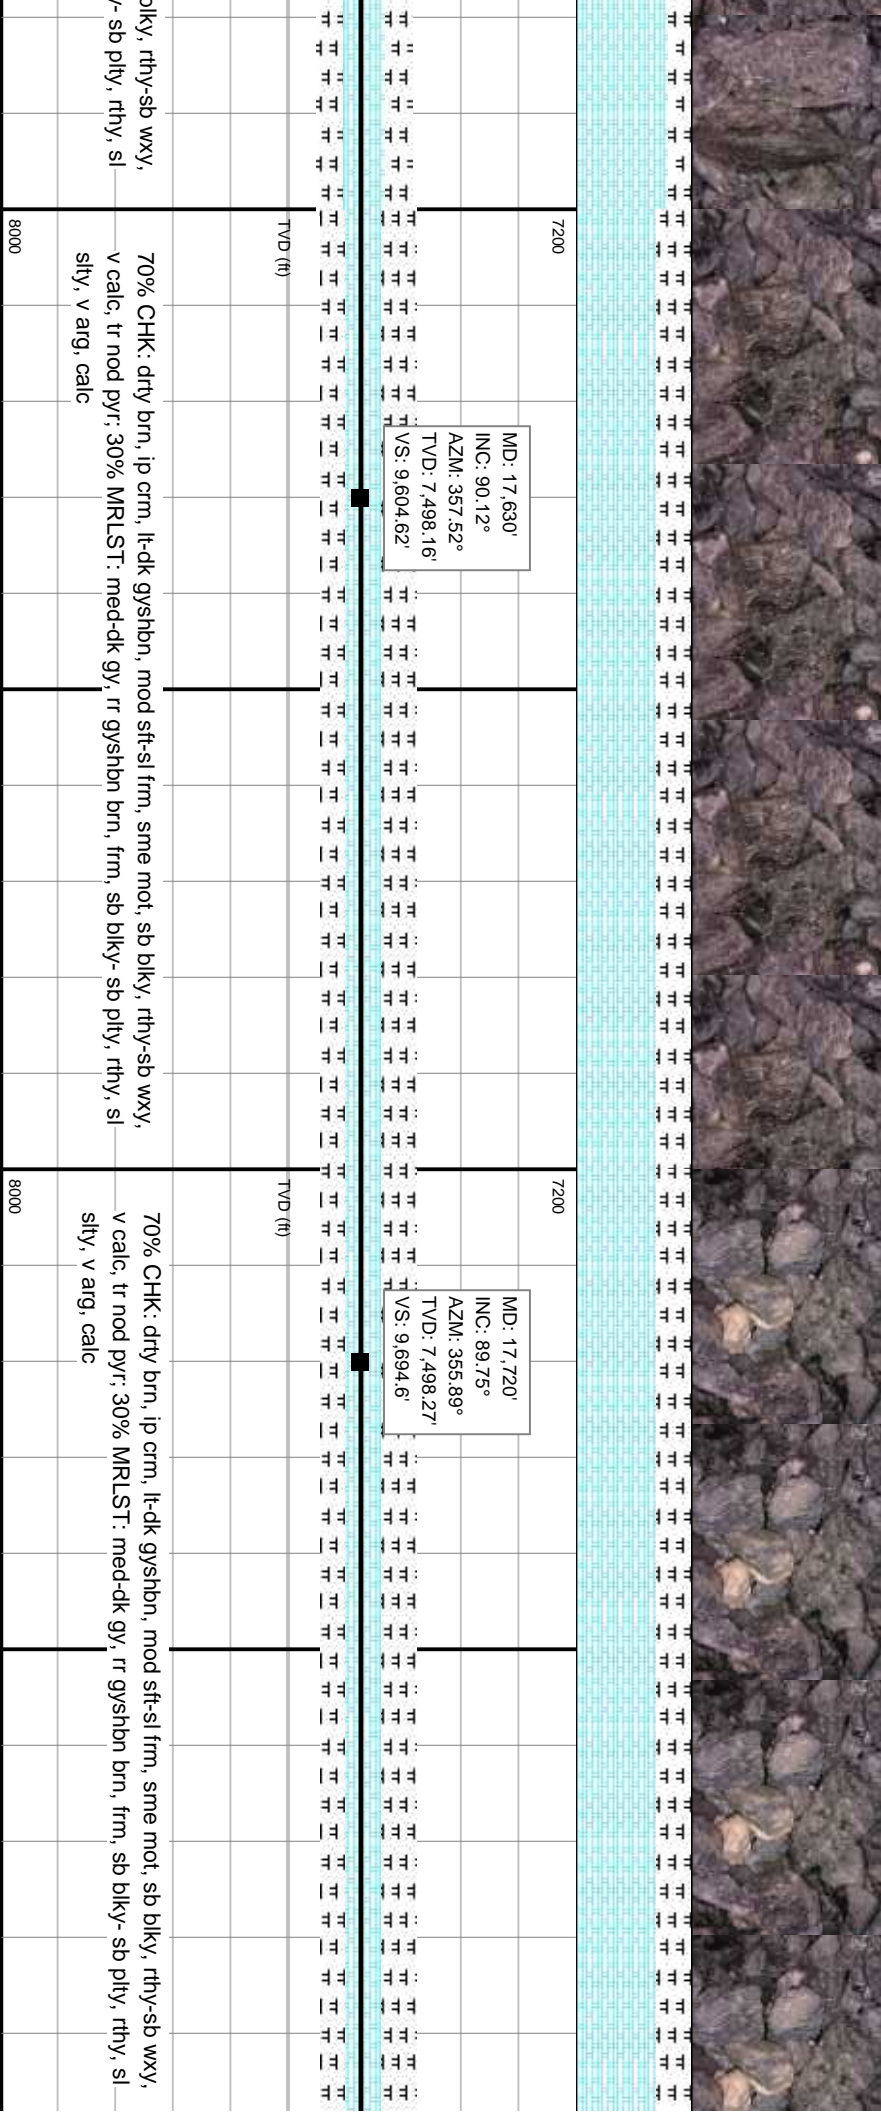 blky, rthy-sb wxy,
y- sb plty, rthy, sl
7200
TVD (ft)
8000
MD: 17,630'
INC: 90.12°
AZM: 357.52°
TVD: 7,498.16'
VS: 9,604.62'
70% CHK: drty brn, ip crm, lt-dk gyshbn, mod sft-sl frm, sme mot, sb blky, rthy-sb wxy,
v calc, tr nod pyr; 30% MRLST: med-dk gy, rr gyshbn brn, frm, sb blky- sb plty, rthy, sl
slty, v arg, calc
7200
TVD (ft)
8000
MD: 17,720'
INC: 89.75°
AZM: 355.89°
TVD: 7,498.27'
VS: 9,694.6'
70% CHK: drty brn, ip crm, lt-dk gyshbn, mod sft-sl frm, sme mot, sb blky, rthy-sb wxy,
v calc, tr nod pyr; 30% MRLST: med-dk gy, rr gyshbn brn, frm, sb blky- sb plty, rthy, sl
slty, v arg, calc